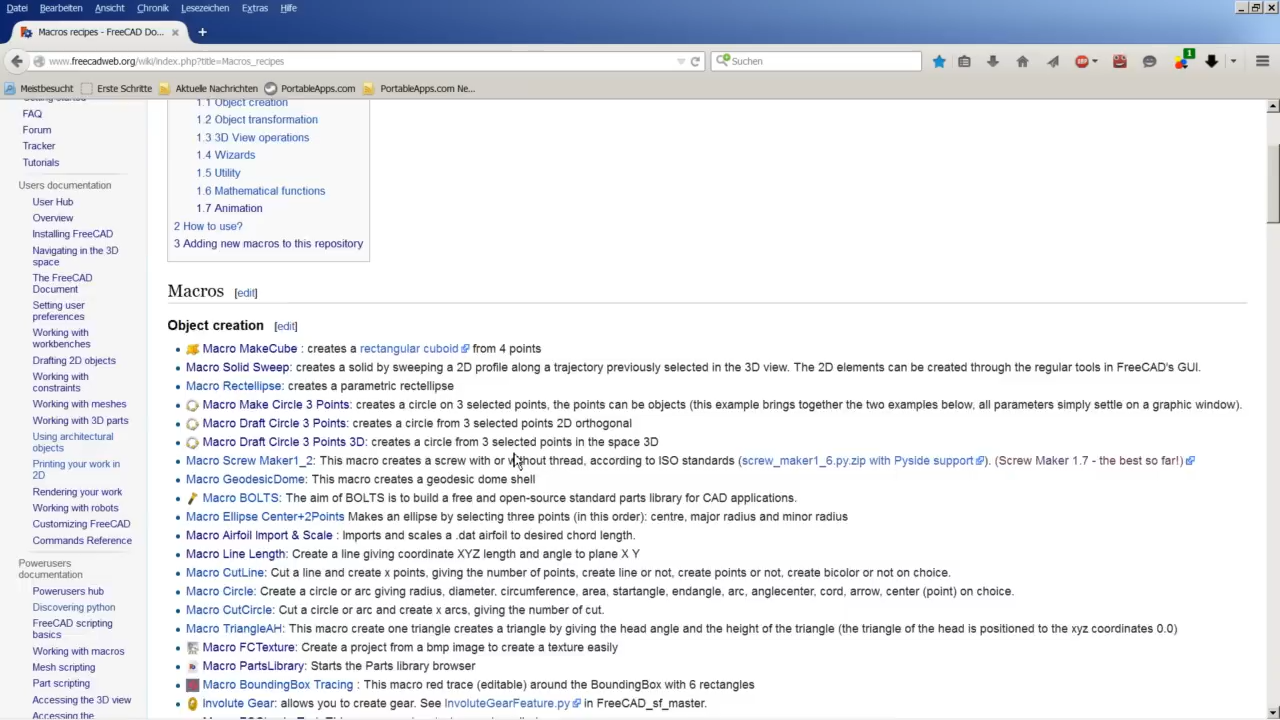 Datei Bearbeiten Ansicht Chronik Lesezeichen Extras Hilfe
Macros recipes - FreeCAD Do...
www.freecadweb.org/wiki/index.php?title=Macros_recipes
Suchen
1
Meistbesucht Erste Schritte Aktuelle Nachrichten PortableApps.com PortableApps.com Ne...
Getting started
FAQ
Forum
Tracker
Tutorials
Users documentation
User Hub
Overview
Installing FreeCAD
Navigating in the 3D
space
The FreeCAD
Document
Setting user
preferences
Working with
workbenches
Drafting 2D objects
Working with
constraints
Working with meshes
Working with 3D parts
Using architectural
objects
Printing your work in
2D
Rendering your work
Working with robots
Customizing FreeCAD
Commands Reference
Powerusers
documentation
Powerusers hub
Discovering python
FreeCAD scripting
basics
Working with macros
Mesh scripting
Part scripting
Accessing the 3D view
Accessing the
1.1 Object creation
1.2 Object transformation
1.3 3D View operations
1.4 Wizards
1.5 Utility
1.6 Mathematical functions
1.7 Animation
2 How to use?
3 Adding new macros to this repository
Macros [edit]
Object creation [edit]
Macro MakeCube : creates a rectangular cuboid from 4 points
Macro Solid Sweep: creates a solid by sweeping a 2D profile along a trajectory previously selected in the 3D view. The 2D elements can be created through the regular tools in FreeCAD's GUI.
Macro Rectellipse: creates a parametric rectellipse
Macro Make Circle 3 Points: creates a circle on 3 selected points, the points can be objects (this example brings together the two examples below, all parameters simply settle on a graphic window).
Macro Draft Circle 3 Points: creates a circle from 3 selected points 2D orthogonal
Macro Draft Circle 3 Points 3D: creates a circle from 3 selected points in the space 3D
Macro Screw Maker1_2: This macro creates a screw with or without thread, according to ISO standards (screw_maker1_6.py.zip with Pyside support). (Screw Maker 1.7 - the best so far!)
Macro GeodesicDome: This macro creates a geodesic dome shell
Macro BOLTS: The aim of BOLTS is to build a free and open-source standard parts library for CAD applications.
Macro Ellipse Center+2Points Makes an ellipse by selecting three points (in this order): centre, major radius and minor radius
Macro Airfoil Import & Scale : Imports and scales a .dat airfoil to desired chord length.
Macro Line Length: Create a line giving coordinate XYZ length and angle to plane X Y
Macro CutLine: Cut a line and create x points, giving the number of points, create line or not, create points or not, create bicolor or not on choice.
Macro Circle: Create a circle or arc giving radius, diameter, circumference, area, startangle, endangle, arc, anglecenter, cord, arrow, center (point) on choice.
Macro CutCircle: Cut a circle or arc and create x arcs, giving the number of cut.
Macro TriangleAH: This macro create one triangle creates a triangle by giving the head angle and the height of the triangle (the triangle of the head is positioned to the xyz coordinates 0.0)
Macro FCTexture: Create a project from a bmp image to create a texture easily
Macro PartsLibrary: Starts the Parts library browser
Macro BoundingBox Tracing : This macro red trace (editable) around the BoundingBox with 6 rectangles
Involute Gear: allows you to create gear. See InvoluteGearFeature.py in FreeCAD_sf_master.